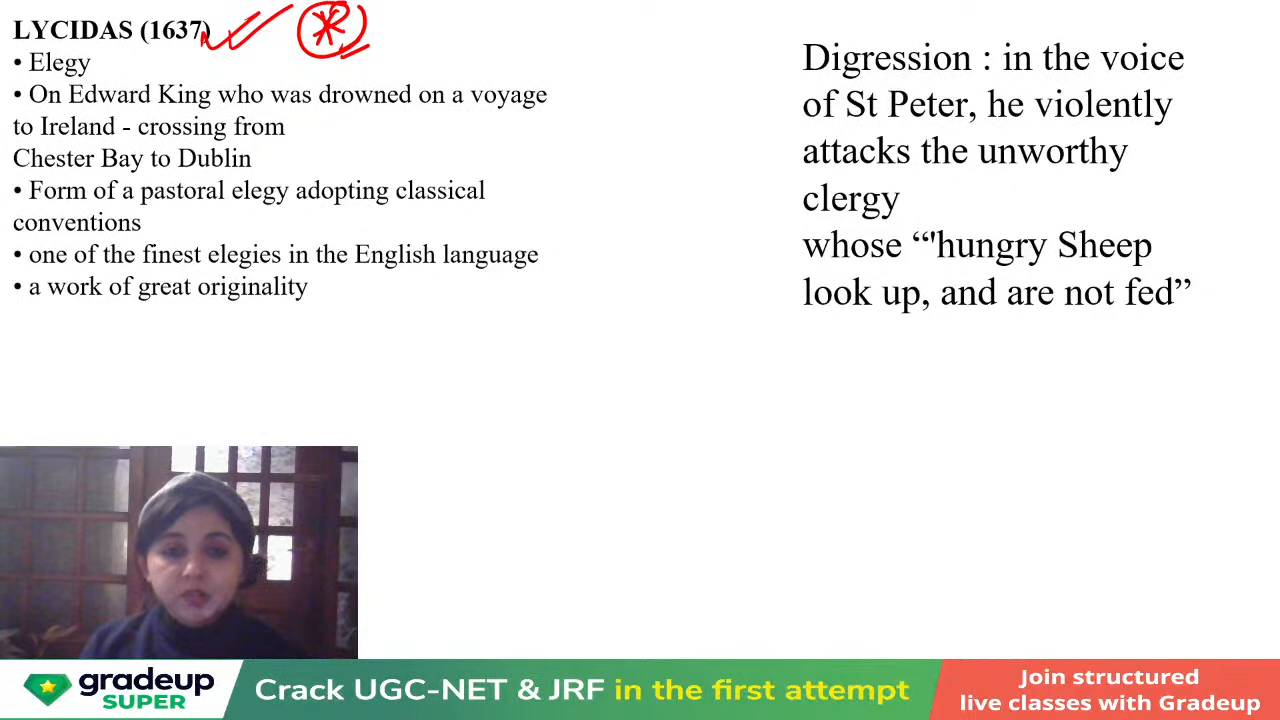 LYCIDAS (1637)
• Elegy
• On Edward King who was drowned on a voyage
to Ireland - crossing from
Chester Bay to Dublin
• Form of a pastoral elegy adopting classical
conventions
• one of the finest elegies in the English language
• a work of great originality
Digression : in the voice
of St Peter, he violently
attacks the unworthy
clergy
whose “'hungry Sheep
look up, and are not fed”
gradeup
SUPER
Crack UGC-NET & JRF in the first attempt
Join structured
live classes with Gradeup